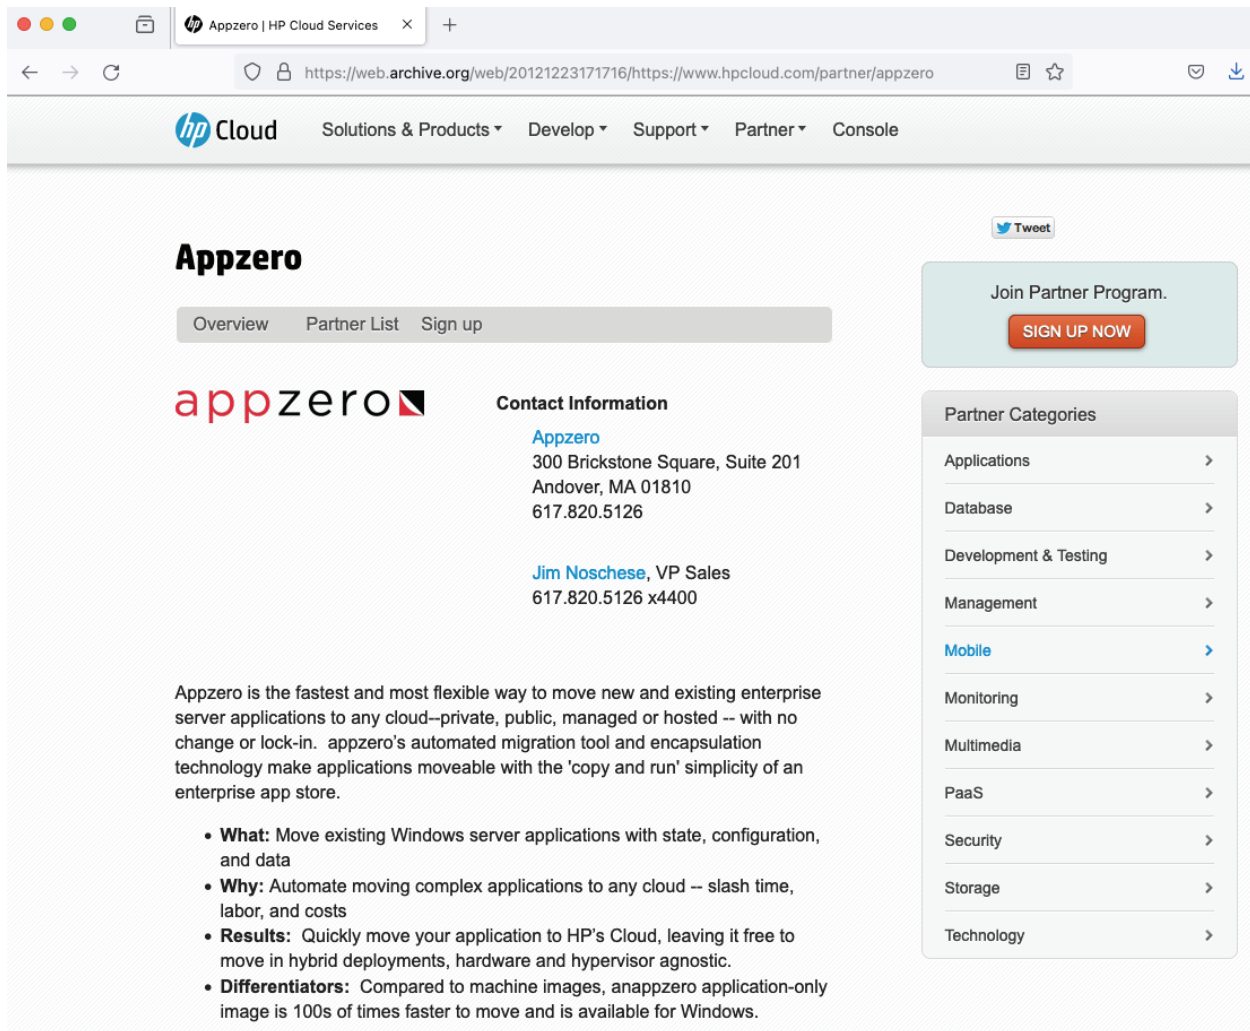 Appzero | HP Cloud Services
https://web.archive.org/web/20121223171716/https://www.hpcloud.com/partner/appzero
hp Cloud
Solutions & Products
Develop
Support
Partner
Console
Tweet
Appzero
Join Partner Program.
SIGN UP NOW
Overview
Partner List
Sign up
appzero
Contact Information
Appzero
300 Brickstone Square, Suite 201
Andover, MA 01810
617.820.5126
Jim Noschese, VP Sales
617.820.5126 x4400
Appzero is the fastest and most flexible way to move new and existing enterprise
server applications to any cloud--private, public, managed or hosted -- with no
change or lock-in.  appzero's automated migration tool and encapsulation
technology make applications moveable with the 'copy and run' simplicity of an
enterprise app store.
• What: Move existing Windows server applications with state, configuration,
and data
• Why: Automate moving complex applications to any cloud -- slash time,
labor, and costs
• Results:  Quickly move your application to HP's Cloud, leaving it free to
move in hybrid deployments, hardware and hypervisor agnostic.
• Differentiators:  Compared to machine images, anappzero application-only
image is 100s of times faster to move and is available for Windows.
Partner Categories
Applications
Database
Development & Testing
Management
Mobile
Monitoring
Multimedia
PaaS
Security
Storage
Technology